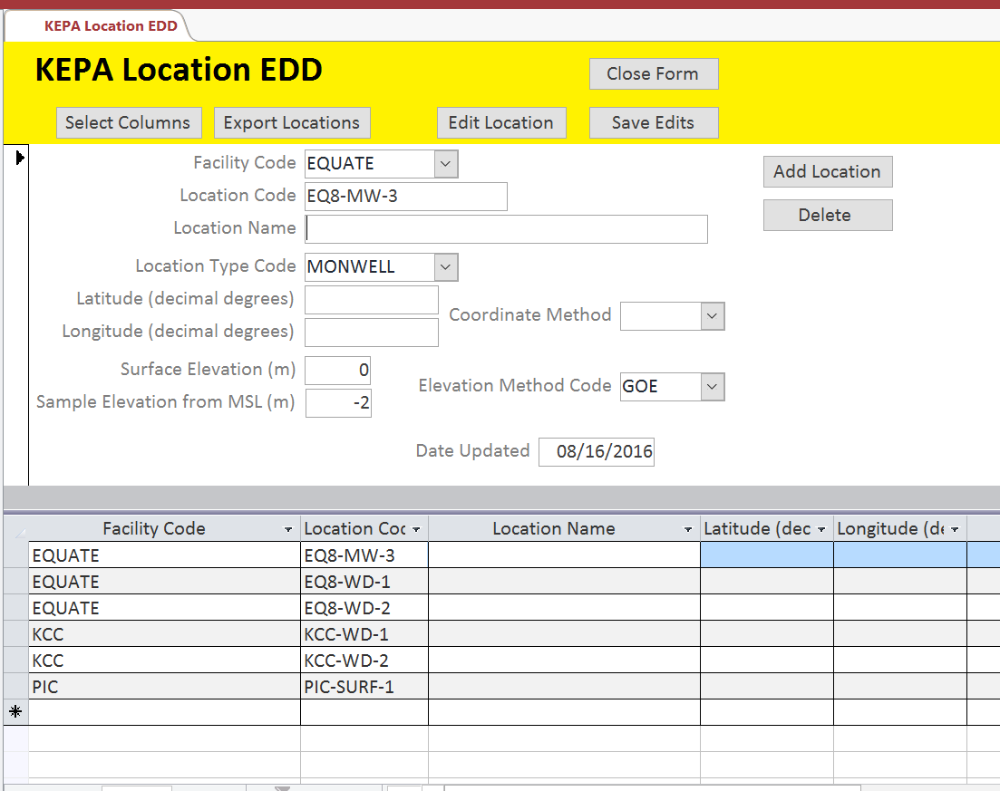 KEPA Location EDD
KEPA Location EDD
Close Form
Select Columns Export Locations Edit Location Save Edits
Facility Code EQUATE
Add Location
Location Code EQ8-MW-3
Location Name
Delete
Location Type Code MONWELL
Latitude (decimal degrees)
Coordinate Method
Longitude (decimal degrees)
Surface Elevation (m) 0
Elevation Method Code GOE
Sample Elevation from MSL (m) -2
Date Updated 08/16/2016
Facility Code Location Coc Location Name Latitude (dec Longitude (de
EQUATE EQ8-MW-3
EQUATE EQ8-WD-1
EQUATE EQ8-WD-2
KCC KCC-WD-1
KCC KCC-WD-2
PIC PIC-SURF-1